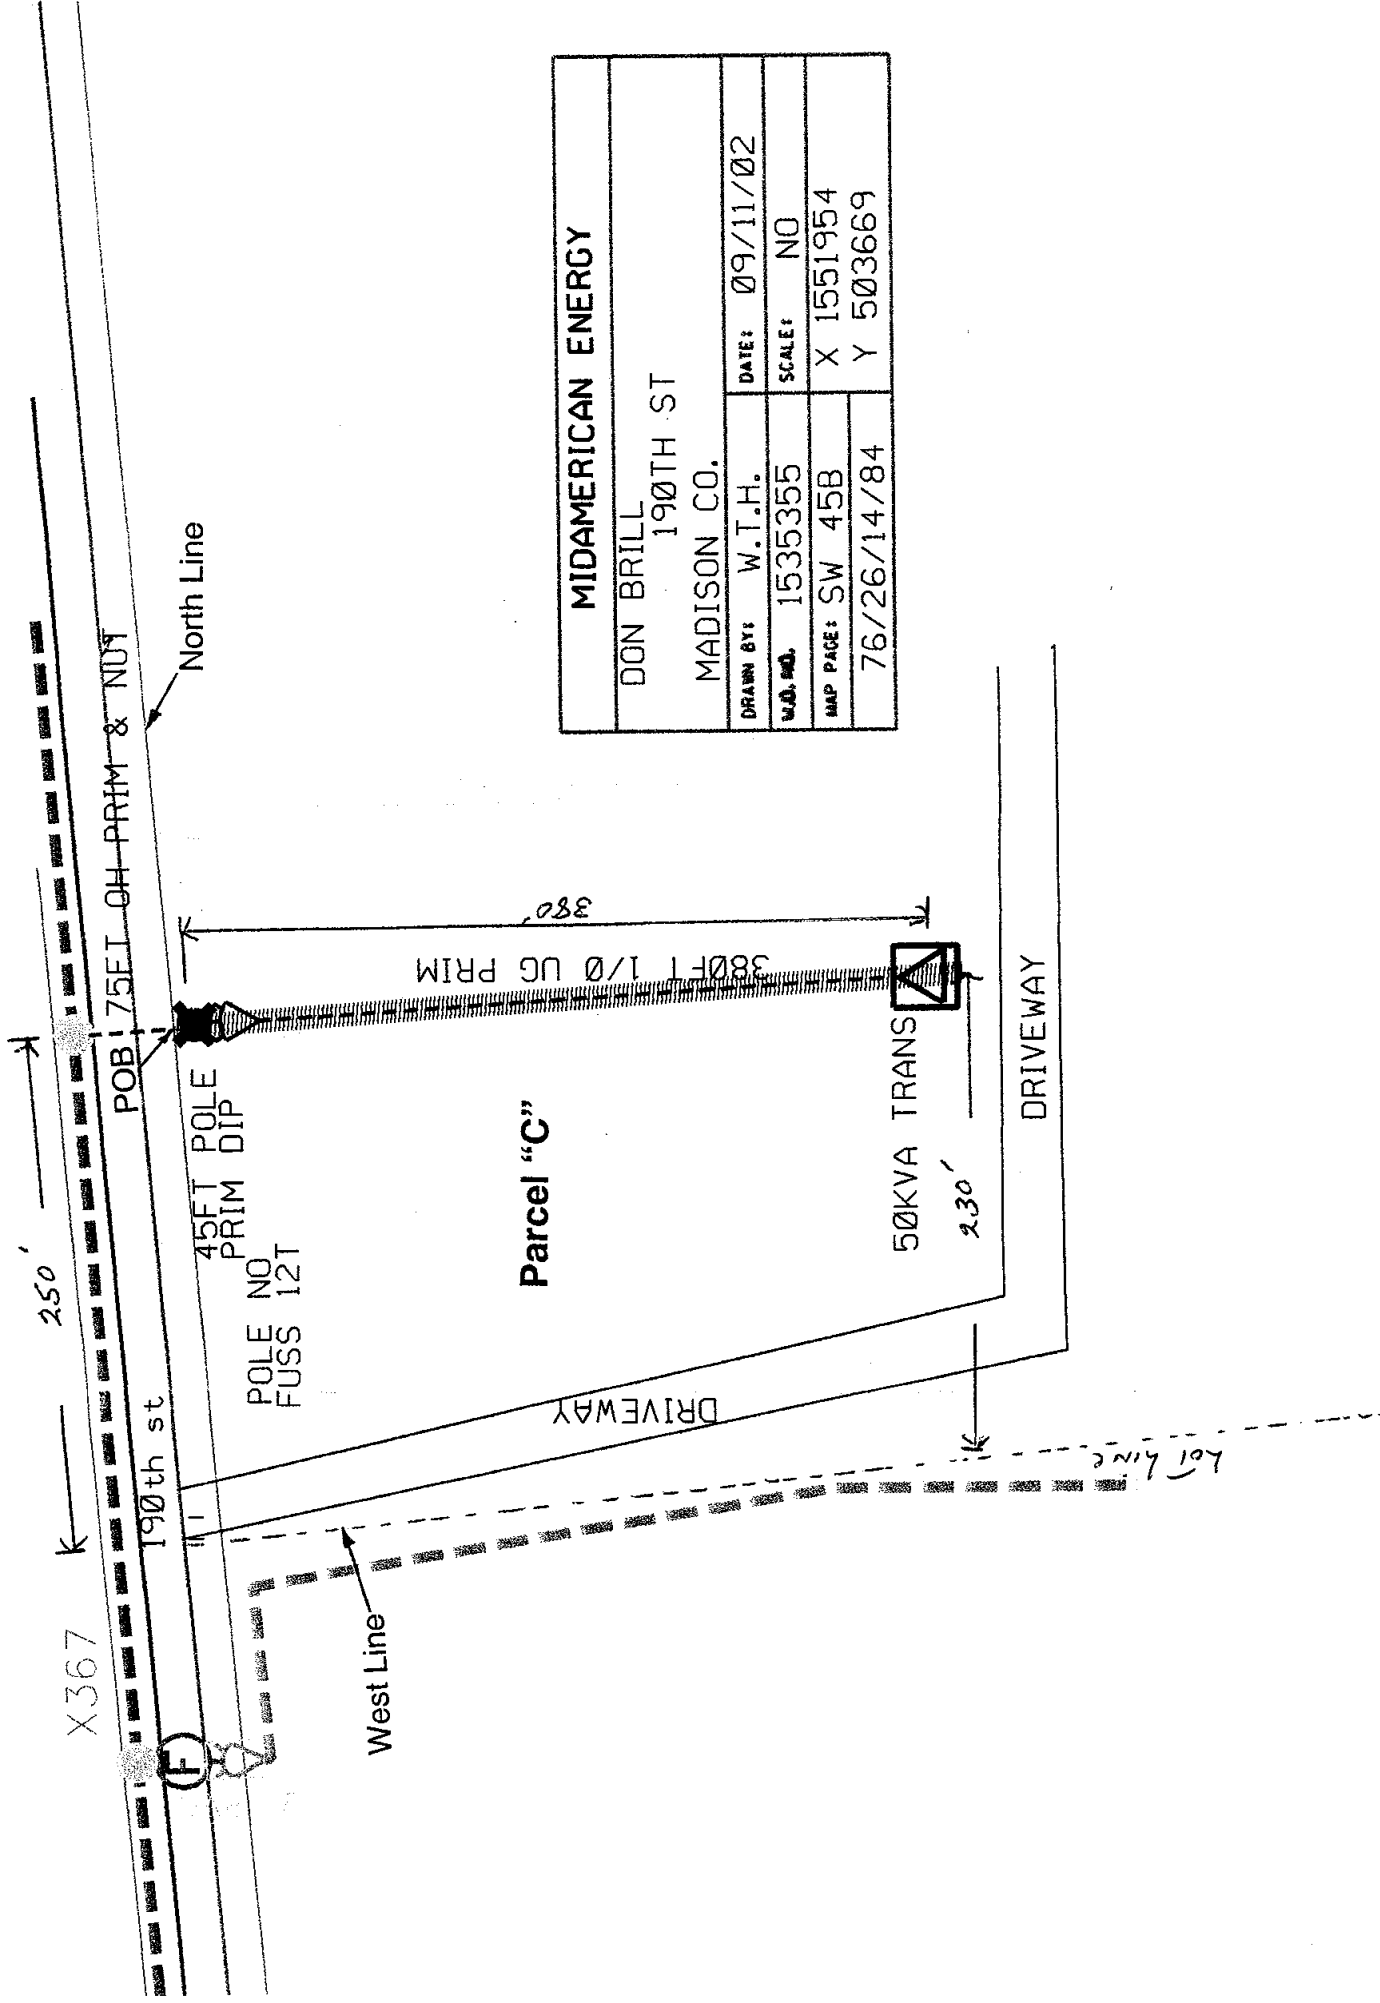 X367
250'
190th st
POB
75FT OH PRIM & NUT
North Line
45FT POLE
PRIM DIP
POLE NO
FUSS 12T
F
West Line
DRIVEWAY
380FT 1/0 UG PRIM
380'
Parcel "C"
50KVA TRANS
230'
DRIVEWAY
LOT LINE
MIDAMERICAN ENERGY
DON BRILL
190TH ST
MADISON CO.
DRAWN BY: W.T.H.
DATE: 09/11/02
W.O. NO. 1535355
SCALE: NO
MAP PAGE: SW 45B
X 1551954
76/26/14/84
Y 503669